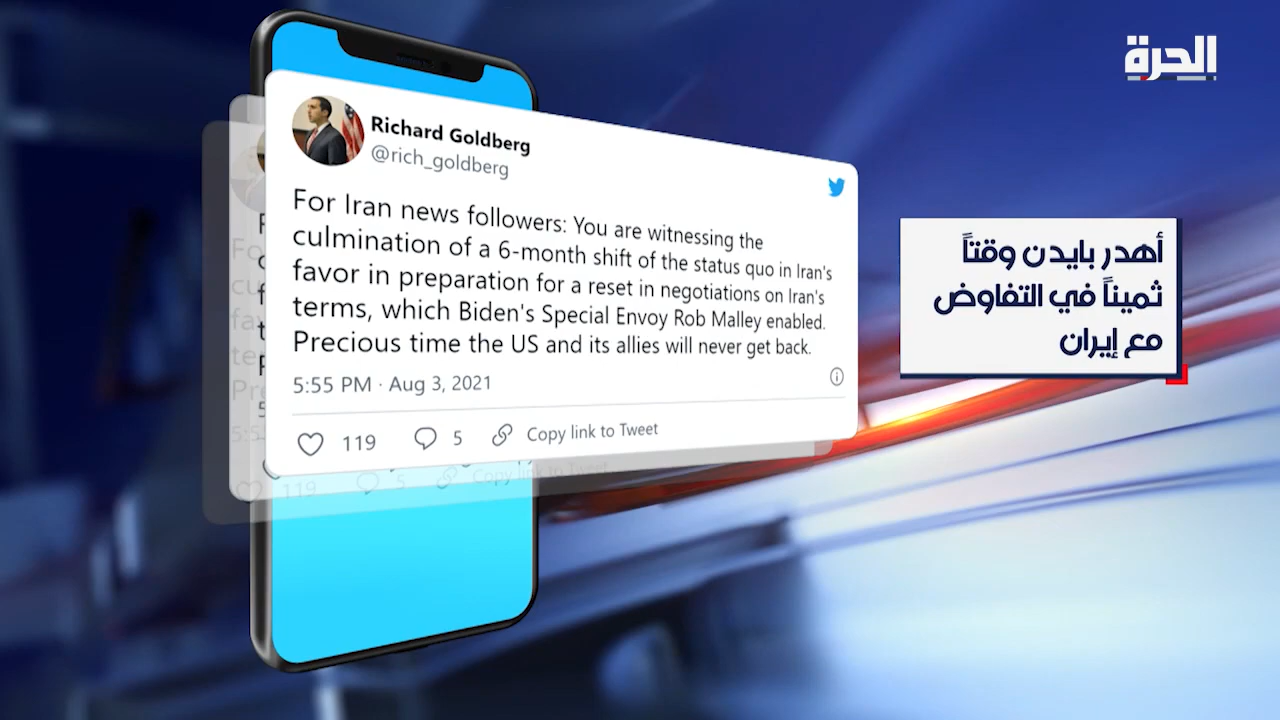 الحرة
Richard Goldberg
@rich_goldberg
For Iran news followers: You are witnessing the
culmination of a 6-month shift of the status quo in Iran's
favor in preparation for a reset in negotiations on Iran's
terms, which Biden's Special Envoy Rob Malley enabled.
Precious time the US and its allies will never get back.
5:55 PM · Aug 3, 2021
119 5 Copy link to Tweet
أهدر بايدن وقتاً
ثميناً في التفاوض
مع إيران